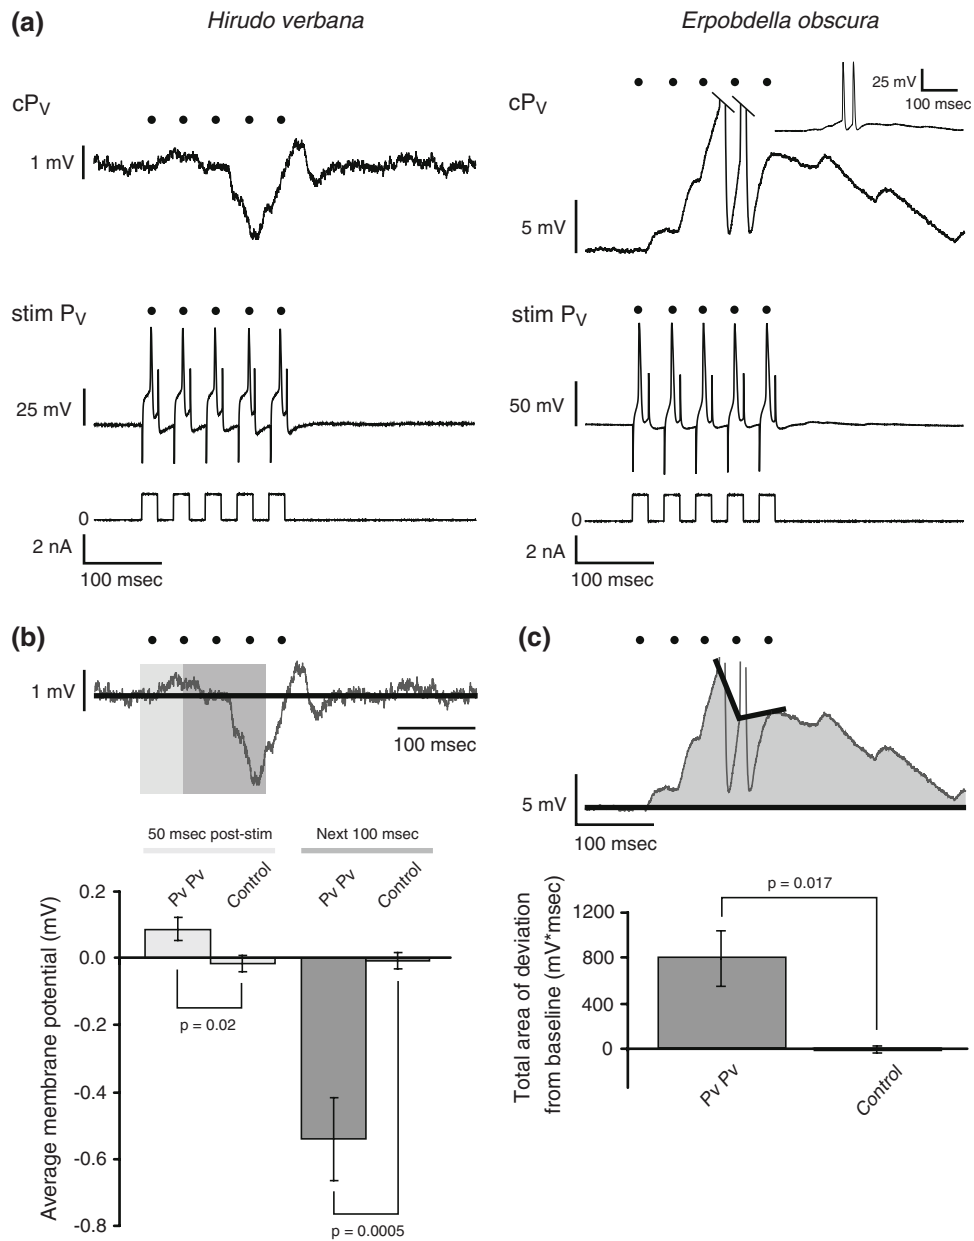 (a)
Hirudo verbana
Erpobdella obscura
cPV
1 mV
cPV
25 mV
100 msec
5 mV
stim PV
25 mV
0
2 nA
100 msec
stim PV
50 mV
0
2 nA
100 msec
(b)
1 mV
100 msec
50 msec post-stim
Next 100 msec
Pv Pv
Control
Pv Pv
Control
Average membrane potential (mV)
0.2
0.0
-0.2
-0.4
-0.6
-0.8
p = 0.02
p = 0.0005
(c)
5 mV
100 msec
Total area of deviation
from baseline (mV*msec)
1200
800
400
0
p = 0.017
Pv Pv
Control